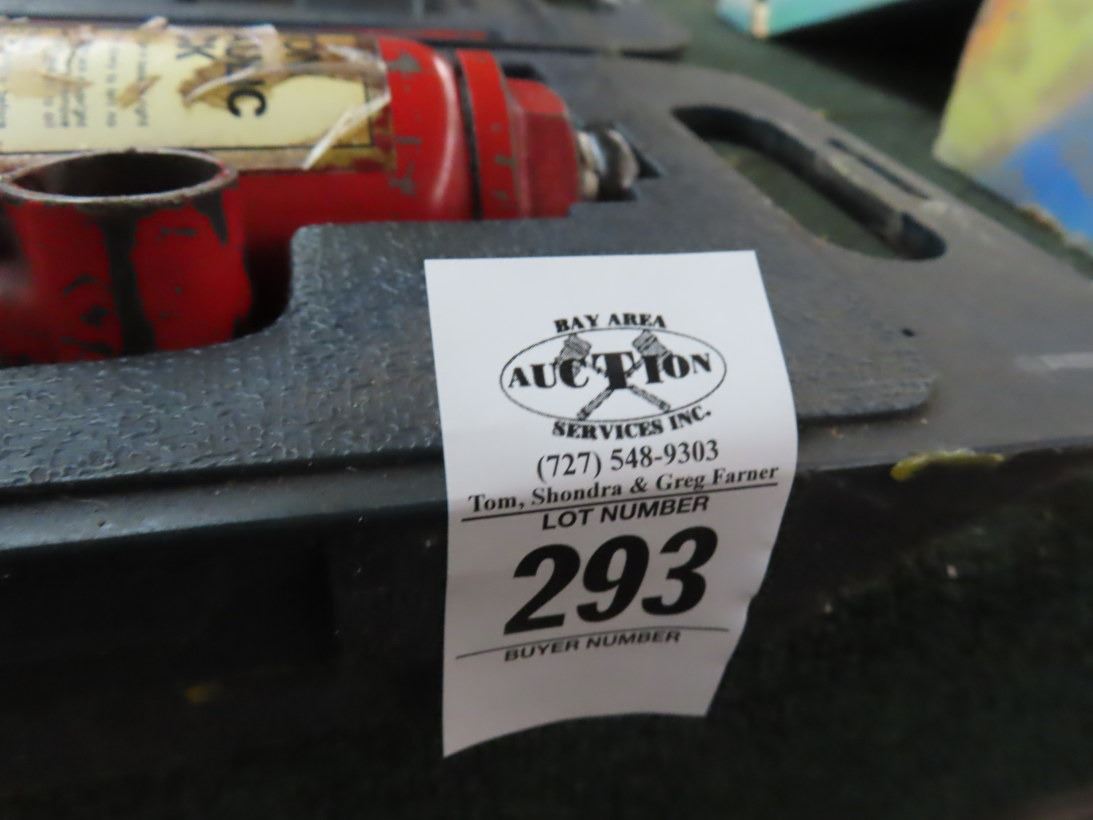 BAY AREA
AUCTION
SERVICES INC.
(727) 548-9303
Tom, Shondra & Greg Farner
LOT NUMBER
293
BUYER NUMBER